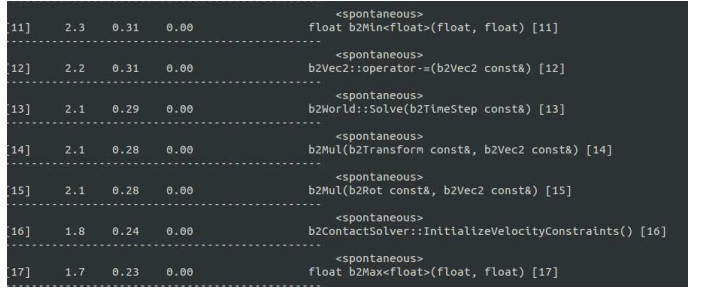 <spontaneous>
[11] 2.3 0.31 0.00 float b2Min<float>(float, float) [11]
-----------------------------------------------
<spontaneous>
[12] 2.2 0.31 0.00 b2Vec2::operator-=(b2Vec2 const&) [12]
-----------------------------------------------
<spontaneous>
[13] 2.1 0.29 0.00 b2World::Solve(b2TimeStep const&) [13]
-----------------------------------------------
<spontaneous>
[14] 2.1 0.28 0.00 b2Mul(b2Transform const&, b2Vec2 const&) [14]
-----------------------------------------------
<spontaneous>
[15] 2.1 0.28 0.00 b2Mul(b2Rot const&, b2Vec2 const&) [15]
-----------------------------------------------
<spontaneous>
[16] 1.8 0.24 0.00 b2ContactSolver::InitializeVelocityConstraints() [16]
-----------------------------------------------
<spontaneous>
[17] 1.7 0.23 0.00 float b2Max<float>(float, float) [17]
-----------------------------------------------